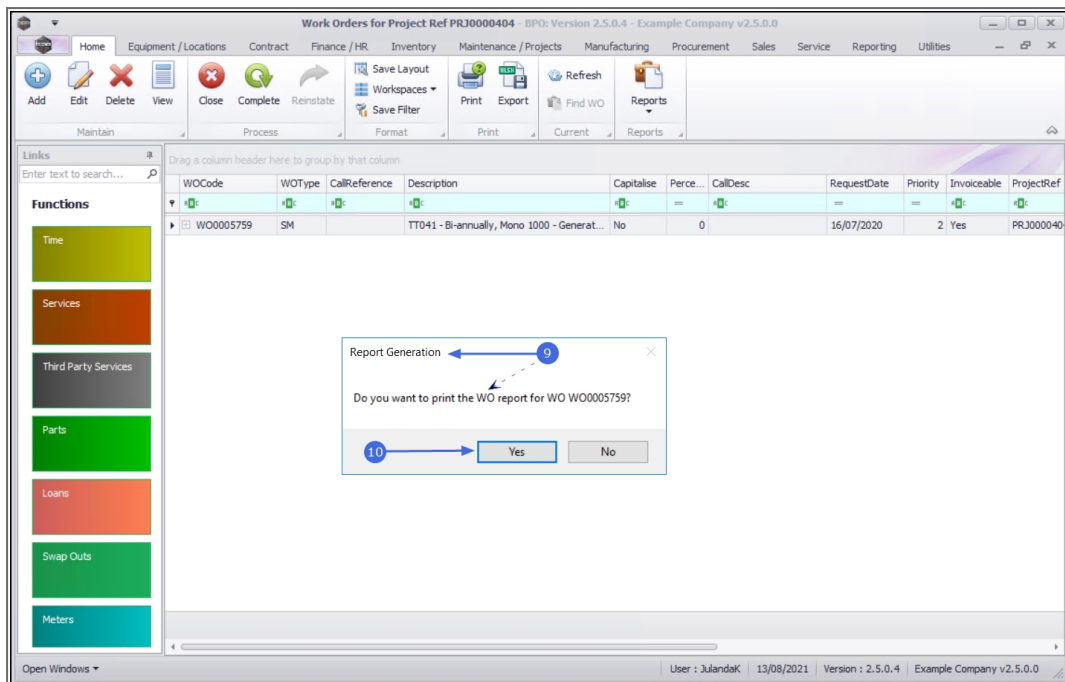 Work Orders for Project Ref PRJ0000404 - BPO: Version 2.5.0.4 - Example Company v2.5.0.0
Home Equipment / Locations Contract Finance / HR Inventory Maintenance / Projects Manufacturing Procurement Sales Service Reporting Utilities
Add Edit Delete View Close Complete Reinstate Save Layout Workspaces Save Filter Print Export Refresh Find WO Reports
Maintain Process Format Print Current Reports
Links
Enter text to search...
Functions
Time
Services
Third Party Services
Parts
Loans
Swap Outs
Meters
Drag a column header here to group by that column
WOCode WOType CallReference Description Capitalise Perce... CallDesc RequestDate Priority Invoiceable ProjectRef
WO0005759 SM TT041 - Bi-annually, Mono 1000 - Generat... No 0 16/07/2020 2 Yes PRJ000040
Report Generation 9
Do you want to print the WO report for WO WO0005759?
10 Yes No
Open Windows User : JulandaK 13/08/2021 Version : 2.5.0.4 Example Company v2.5.0.0